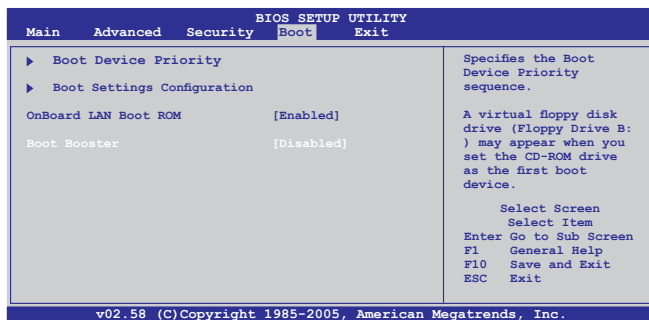 BIOS SETUP UTILITY
Main Advanced Security Boot Exit
Boot Device Priority
Boot Settings Configuration
OnBoard LAN Boot ROM [Enabled]
Boot Booster [Disabled]
Specifies the Boot
Device Priority
sequence.
A virtual floppy disk
drive (Floppy Drive B:
) may appear when you
set the CD-ROM drive
as the first boot
device.
Select Screen
Select Item
Enter Go to Sub Screen
F1 General Help
F10 Save and Exit
ESC Exit
v02.58 (C)Copyright 1985-2005, American Megatrends, Inc.